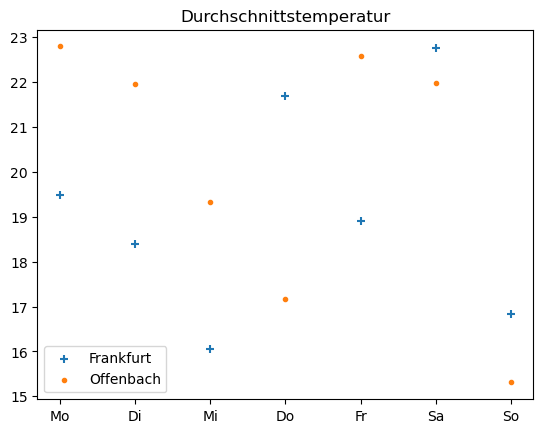 Durchschnittstemperatur
23
22
21
20
19
18
17
16
15
Frankfurt
Offenbach
Mo Di Mi Do Fr Sa So